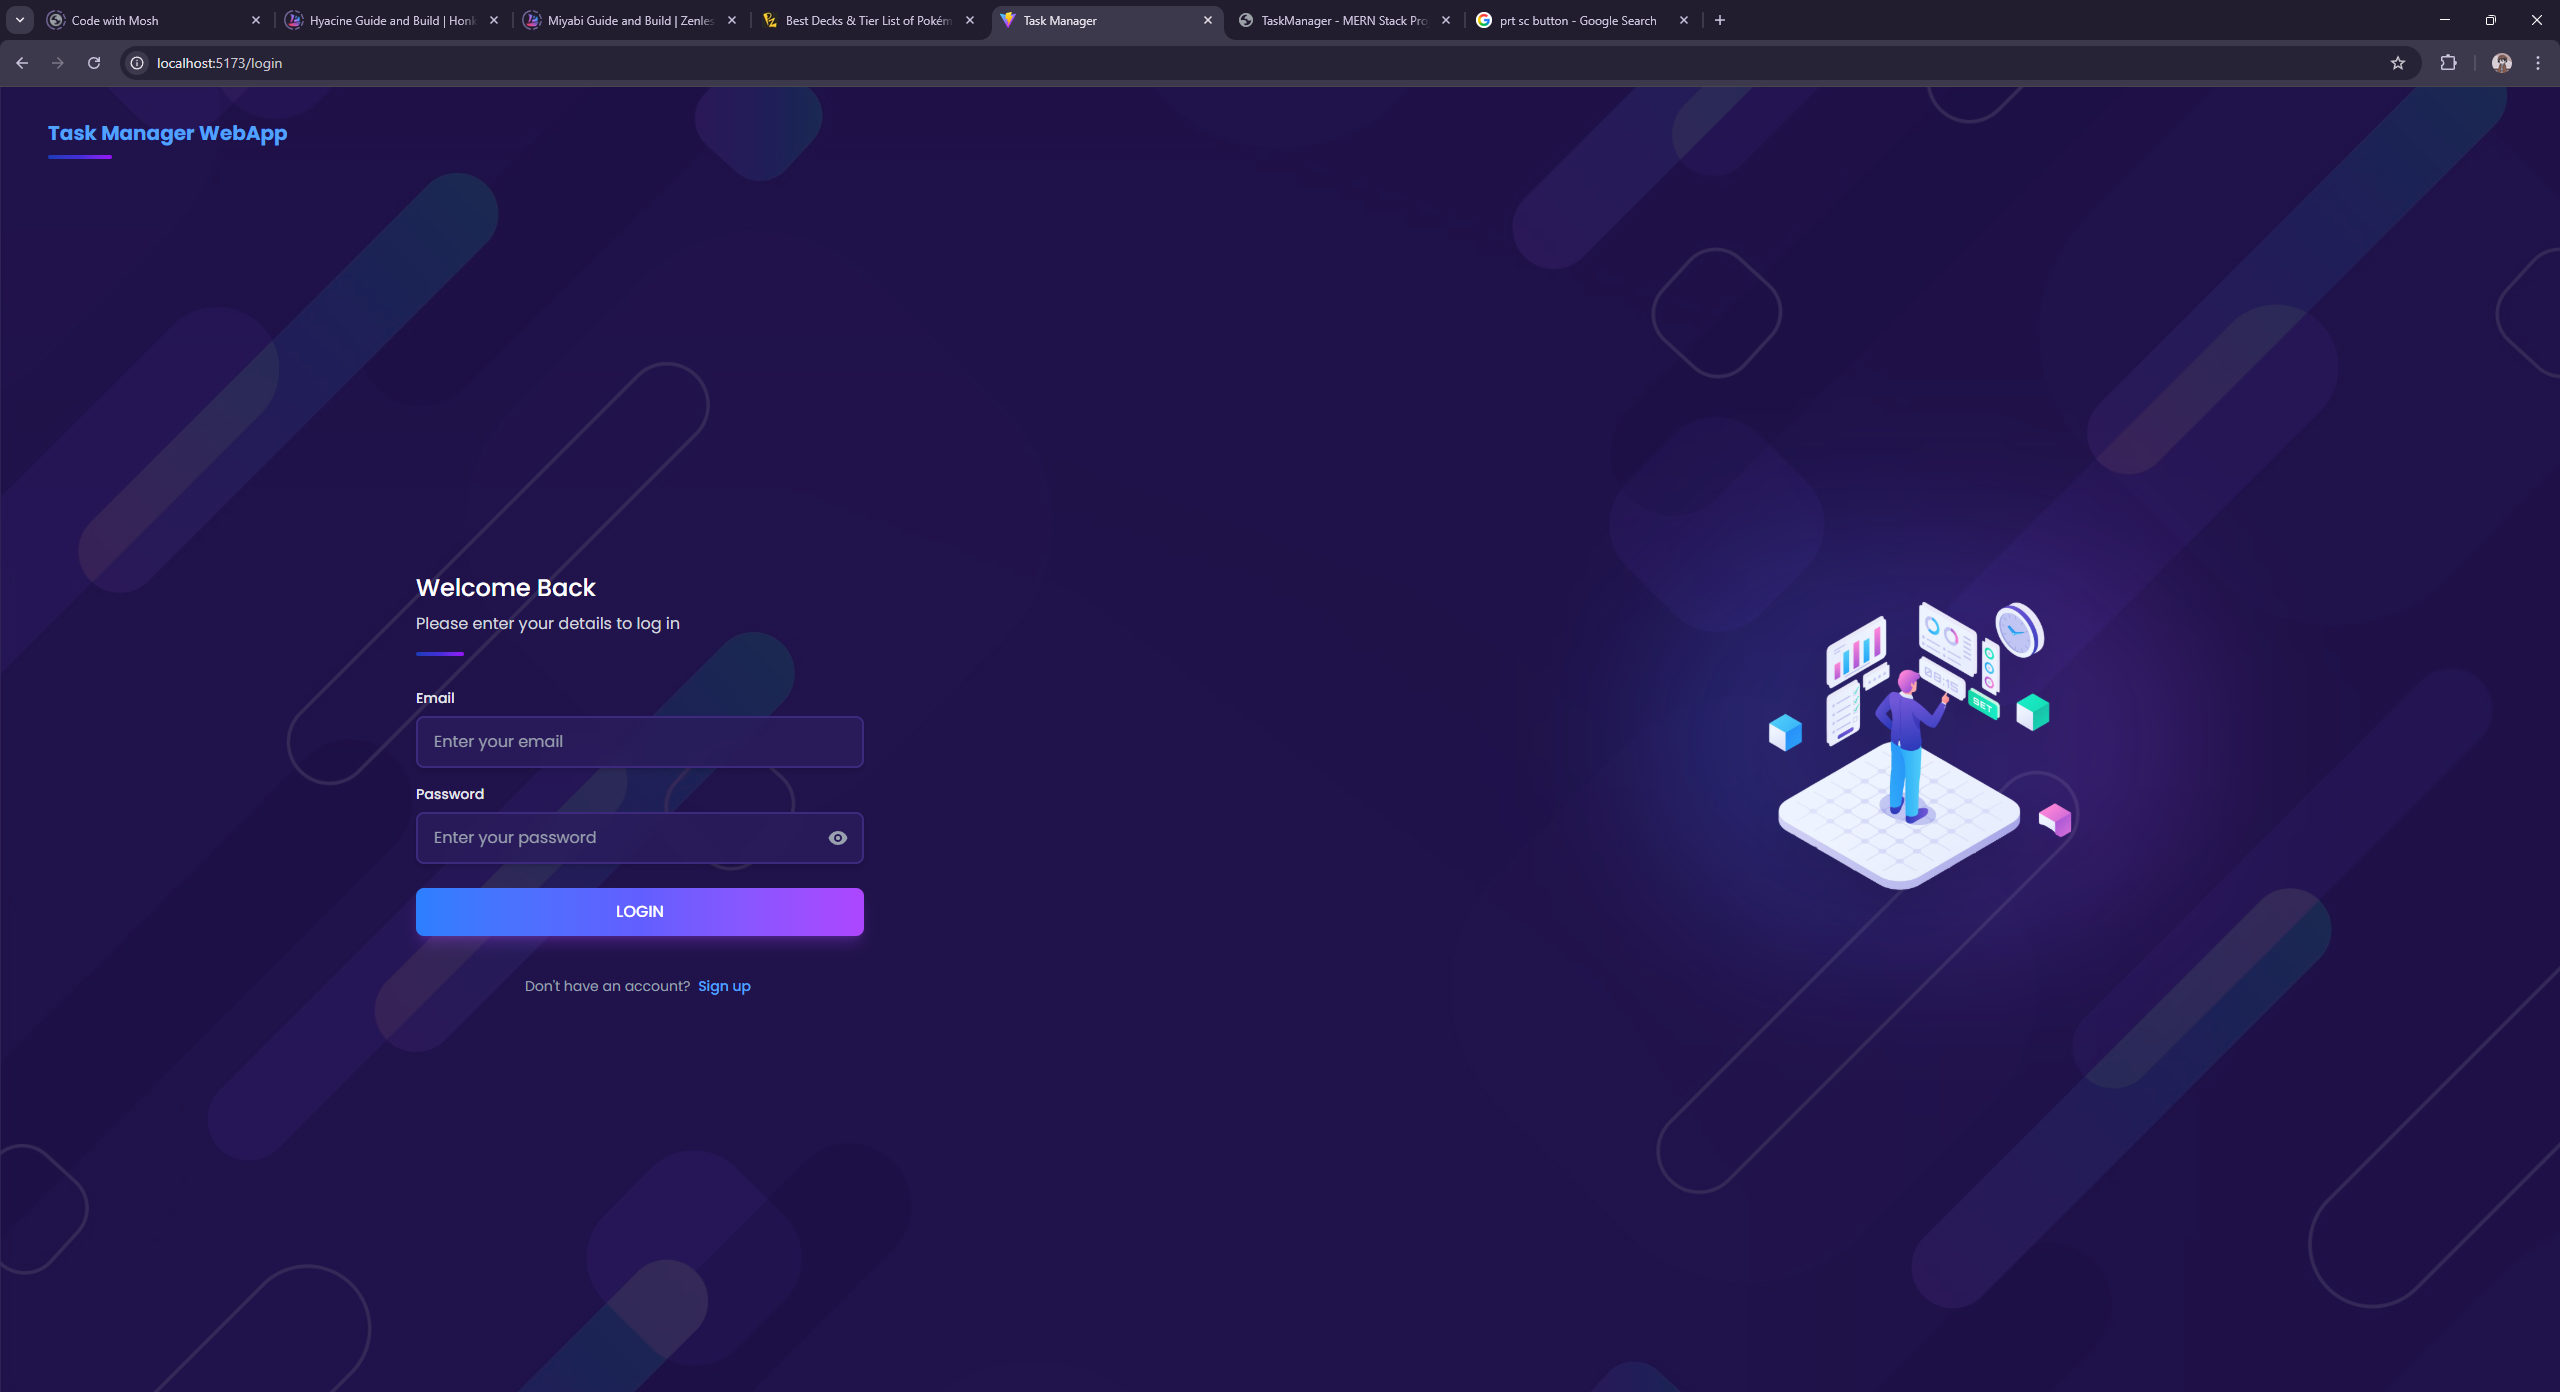 Code with Mosh
Hyacine Guide and Build | Honk
Miyabi Guide and Build | Zenles
Best Decks & Tier List of Pokém
Task Manager
TaskManager - MERN Stack Pro
prt sc button - Google Search
localhost:5173/login
Task Manager WebApp
Welcome Back
Please enter your details to log in
Email
Enter your email
Password
Enter your password
LOGIN
Don't have an account? Sign up
08:15
SET